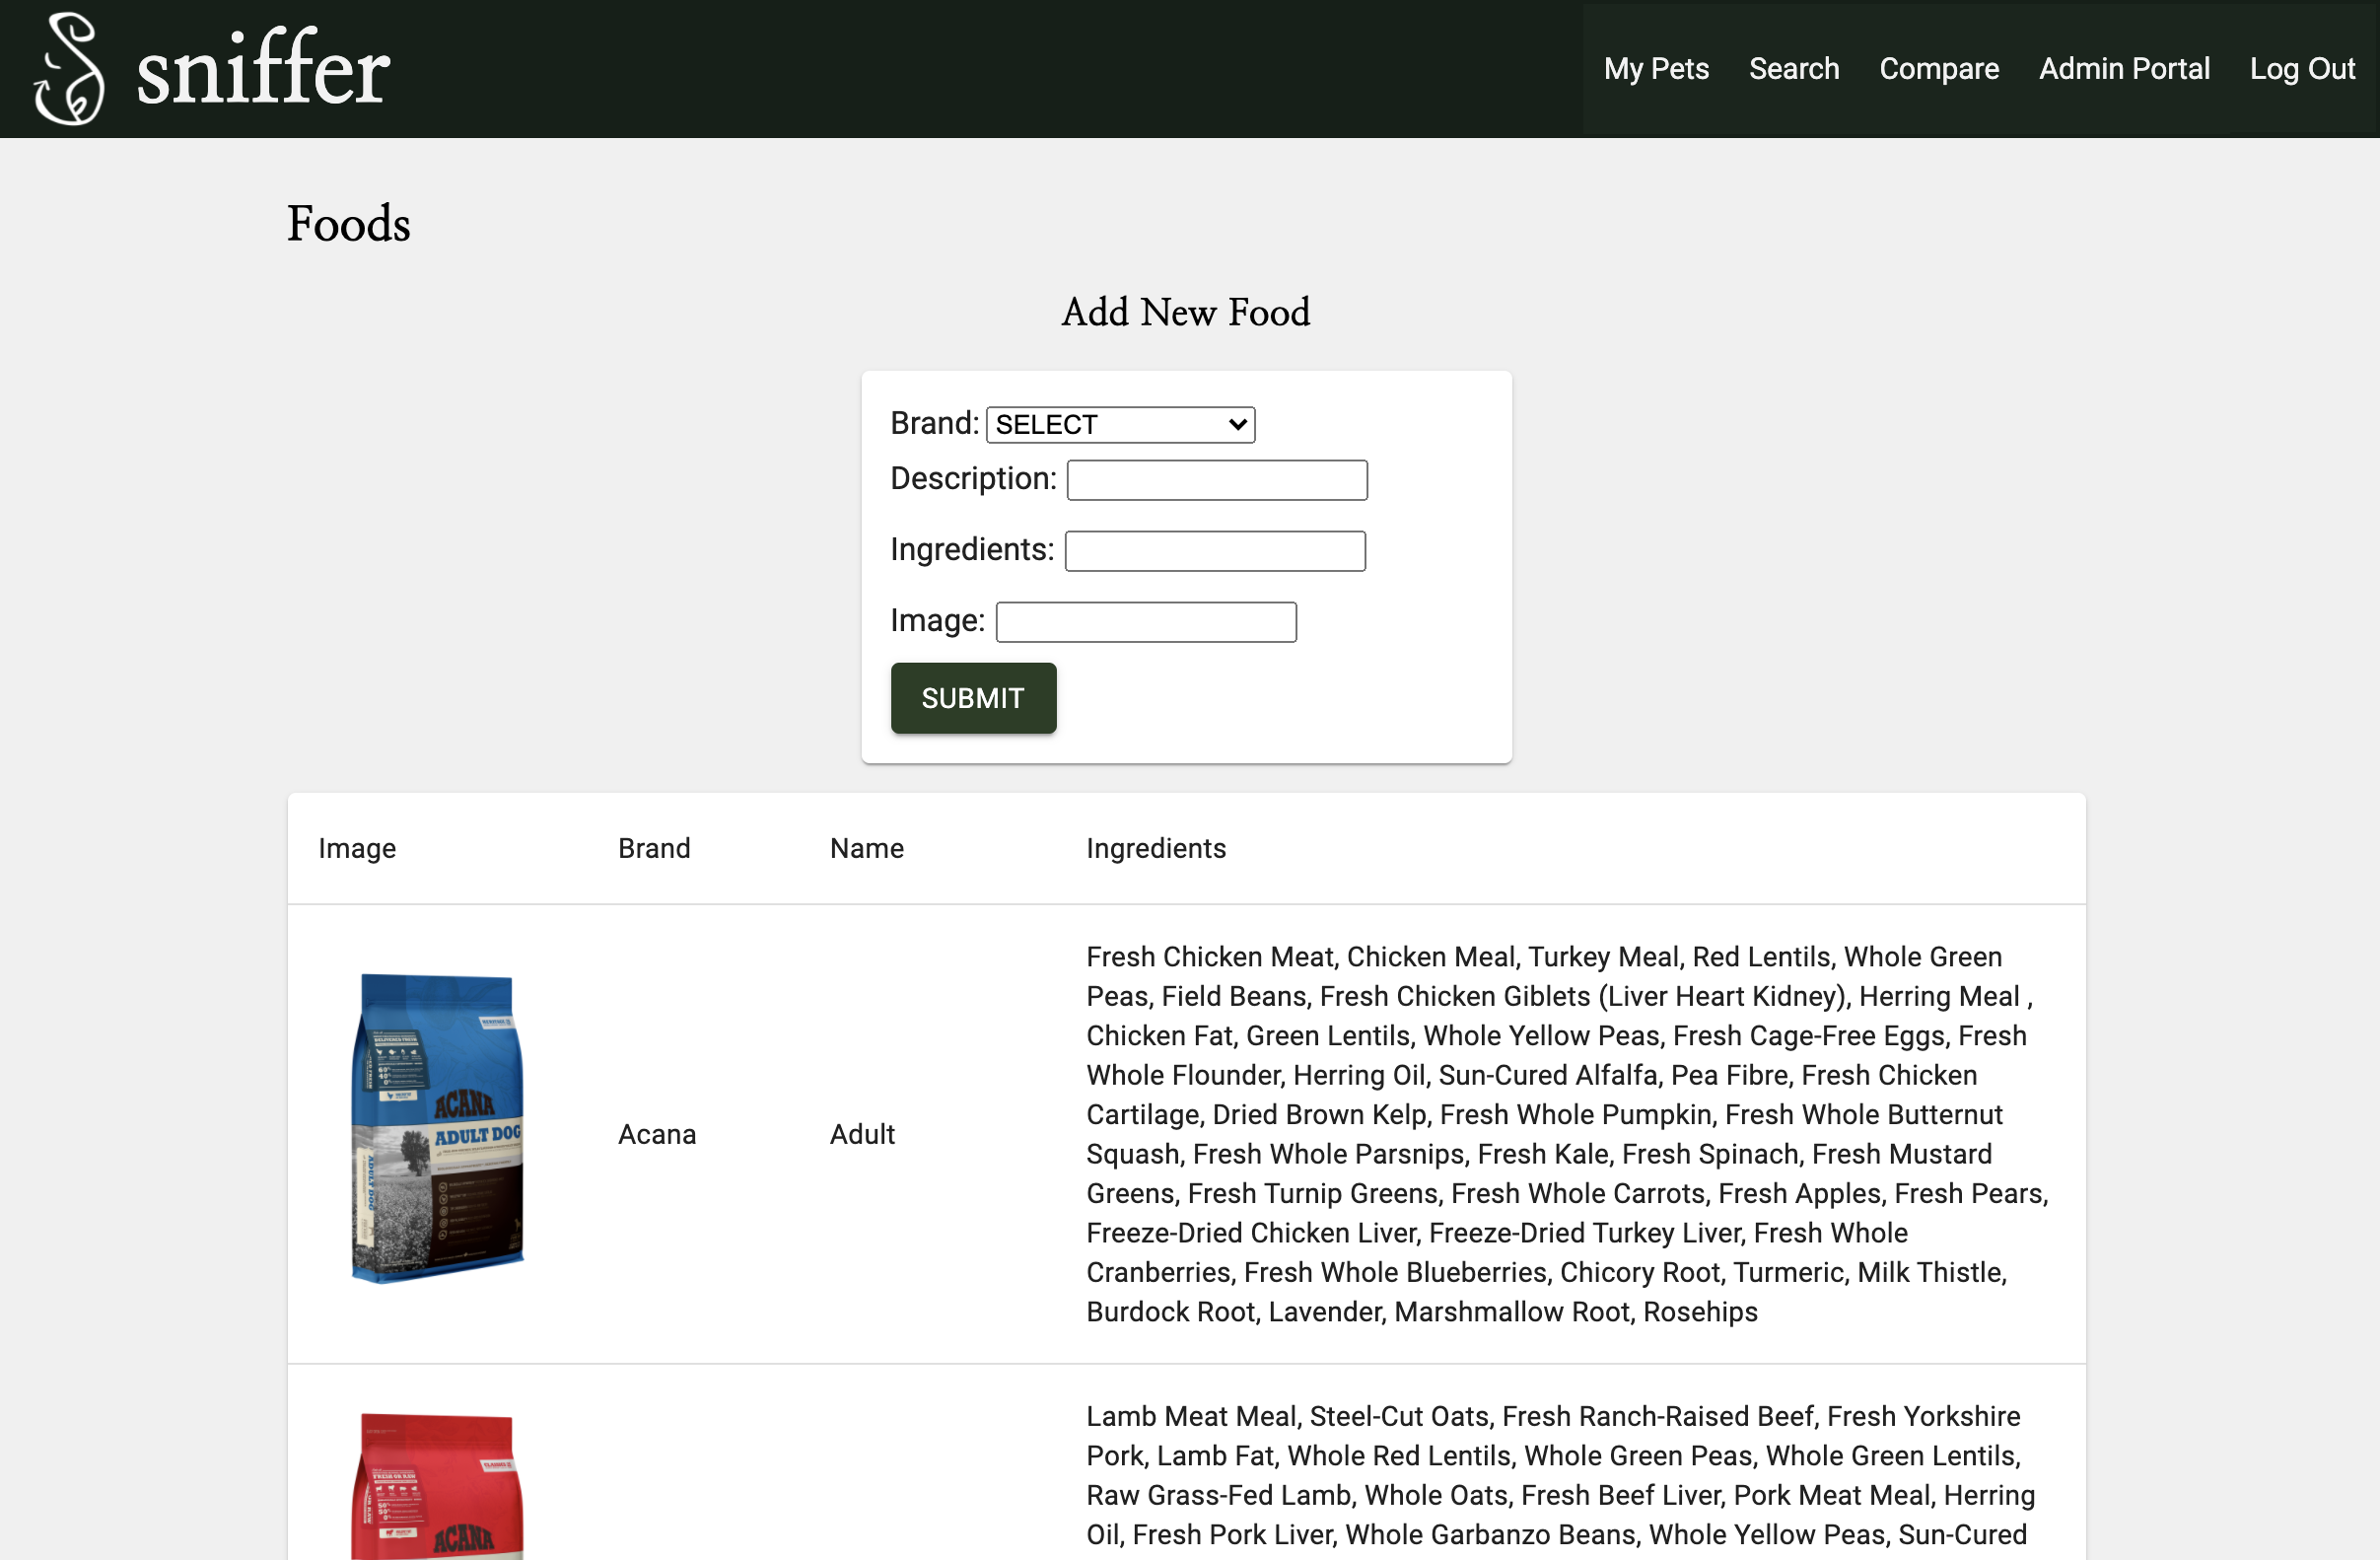 sniffer
My Pets Search Compare Admin Portal Log Out
Foods
Add New Food
Brand: SELECT
Description:
Ingredients:
Image:
SUBMIT
Image Brand Name Ingredients
ACANA
ADULT DOG
ADULT DOG
Acana
Adult
Fresh Chicken Meat, Chicken Meal, Turkey Meal, Red Lentils, Whole Green
Peas, Field Beans, Fresh Chicken Giblets (Liver Heart Kidney), Herring Meal ,
Chicken Fat, Green Lentils, Whole Yellow Peas, Fresh Cage-Free Eggs, Fresh
Whole Flounder, Herring Oil, Sun-Cured Alfalfa, Pea Fibre, Fresh Chicken
Cartilage, Dried Brown Kelp, Fresh Whole Pumpkin, Fresh Whole Butternut
Squash, Fresh Whole Parsnips, Fresh Kale, Fresh Spinach, Fresh Mustard
Greens, Fresh Turnip Greens, Fresh Whole Carrots, Fresh Apples, Fresh Pears,
Freeze-Dried Chicken Liver, Freeze-Dried Turkey Liver, Fresh Whole
Cranberries, Fresh Whole Blueberries, Chicory Root, Turmeric, Milk Thistle,
Burdock Root, Lavender, Marshmallow Root, Rosehips
ACANA
Lamb Meat Meal, Steel-Cut Oats, Fresh Ranch-Raised Beef, Fresh Yorkshire
Pork, Lamb Fat, Whole Red Lentils, Whole Green Peas, Whole Green Lentils,
Raw Grass-Fed Lamb, Whole Oats, Fresh Beef Liver, Pork Meat Meal, Herring
Oil, Fresh Pork Liver, Whole Garbanzo Beans, Whole Yellow Peas, Sun-Cured